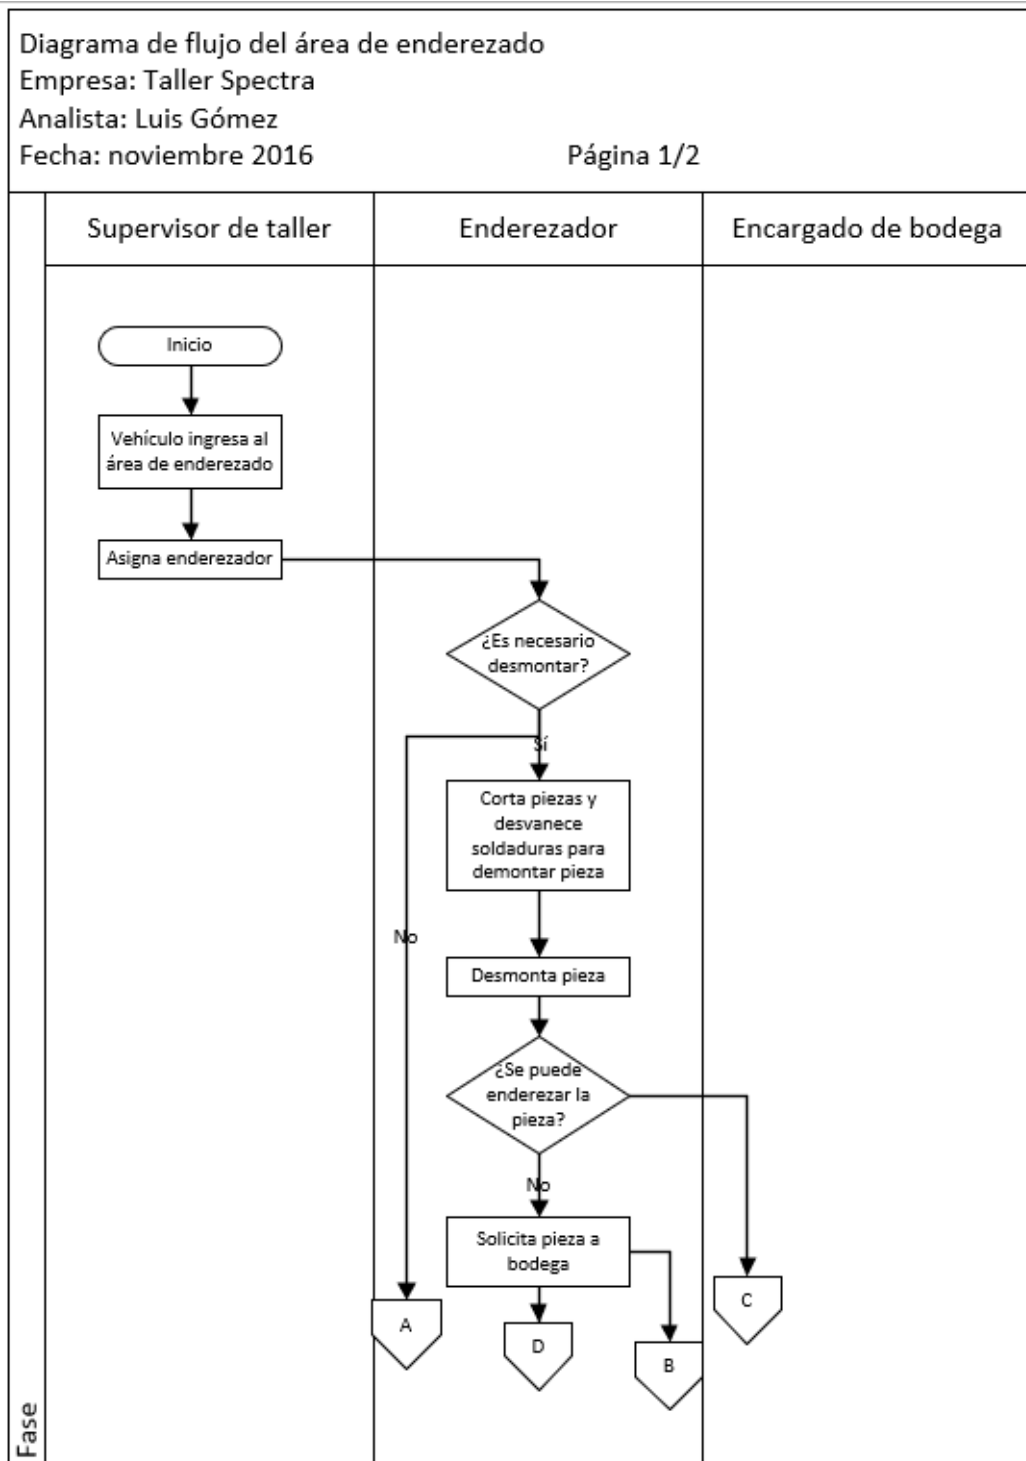 Diagrama de flujo del área de enderezado
Empresa: Taller Spectra
Analista: Luis Gómez
Fecha: noviembre 2016 Página 1/2
Supervisor de taller
Enderezador
Encargado de bodega
Inicio
Vehículo ingresa al
área de enderezado
Asigna enderezador
¿Es necesario
desmontar?
Sí
Corta piezas y
desvanece
soldaduras para
demontar pieza
No
Desmonta pieza
¿Se puede
enderezar la
pieza?
No
Solicita pieza a
bodega
A
D
B
C
Fase